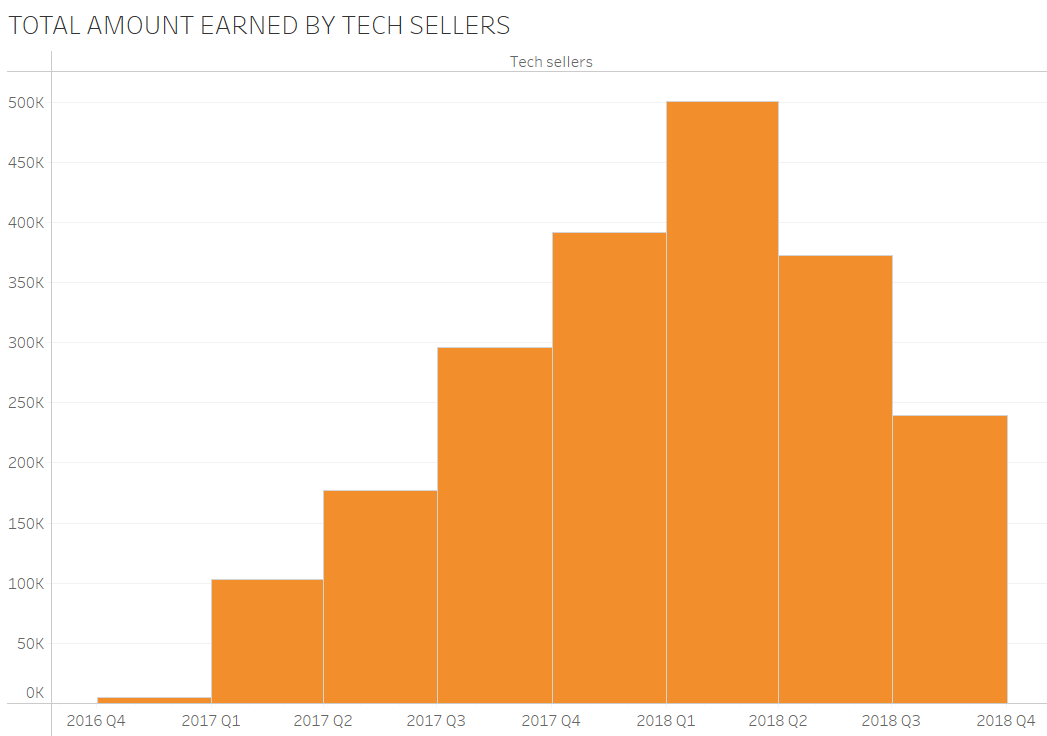 TOTAL AMOUNT EARNED BY TECH SELLERS
Tech sellers
500K
450K
400K
350K
300K
250K
200K
150K
100K
50K
0K
2016 Q4 2017 Q1 2017 Q2 2017 Q3 2017 Q4 2018 Q1 2018 Q2 2018 Q3 2018 Q4